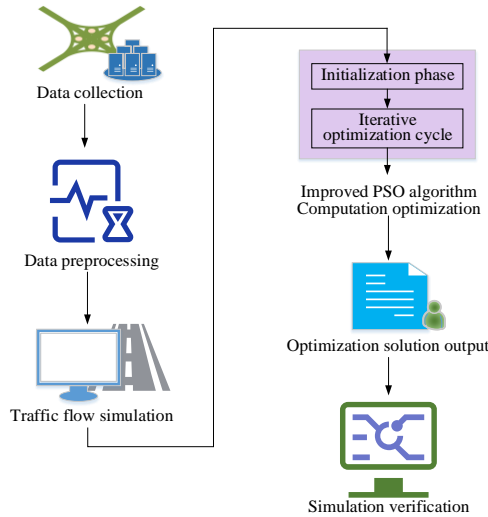 Data collection
Data preprocessing
Traffic flow simulation
Initialization phase
Iterative
optimization cycle
Improved PSO algorithm
Computation optimization
Optimization solution output
Simulation verification